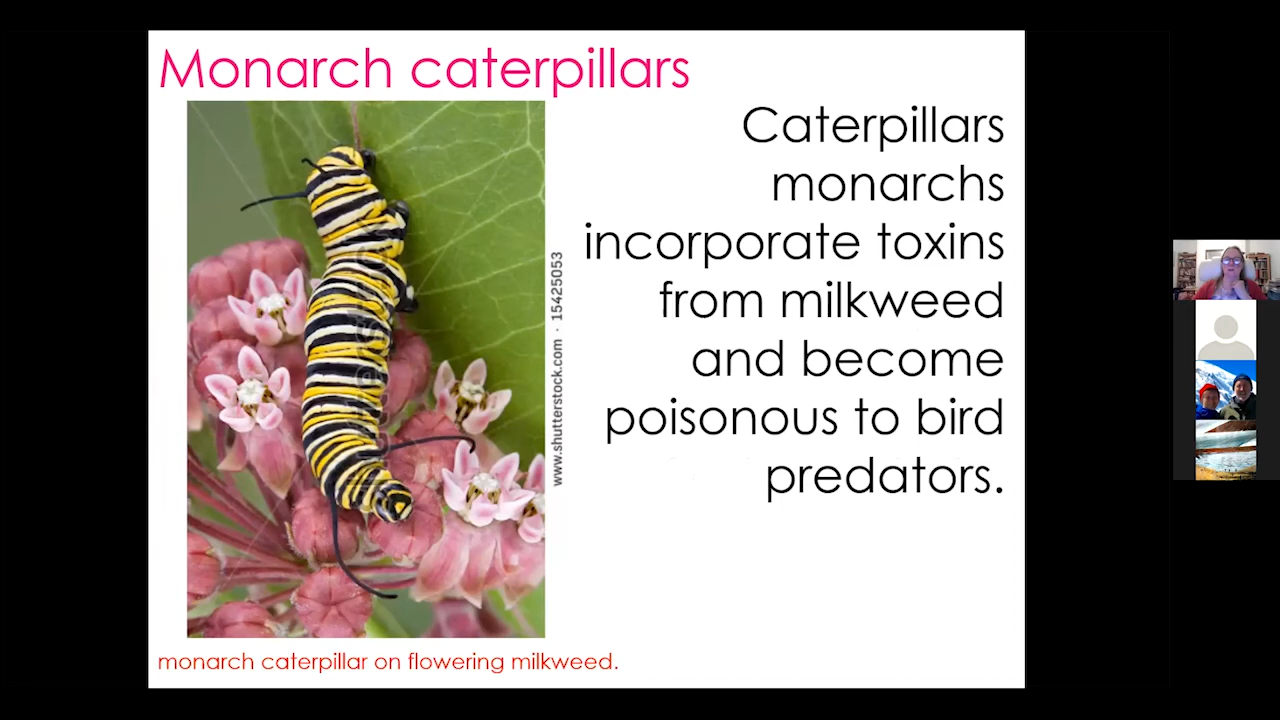 Monarch caterpillars
Caterpillars
monarchs
incorporate toxins
from milkweed
and become
poisonous to bird
predators.
www.shutterstock.com · 15425053
monarch caterpillar on flowering milkweed.